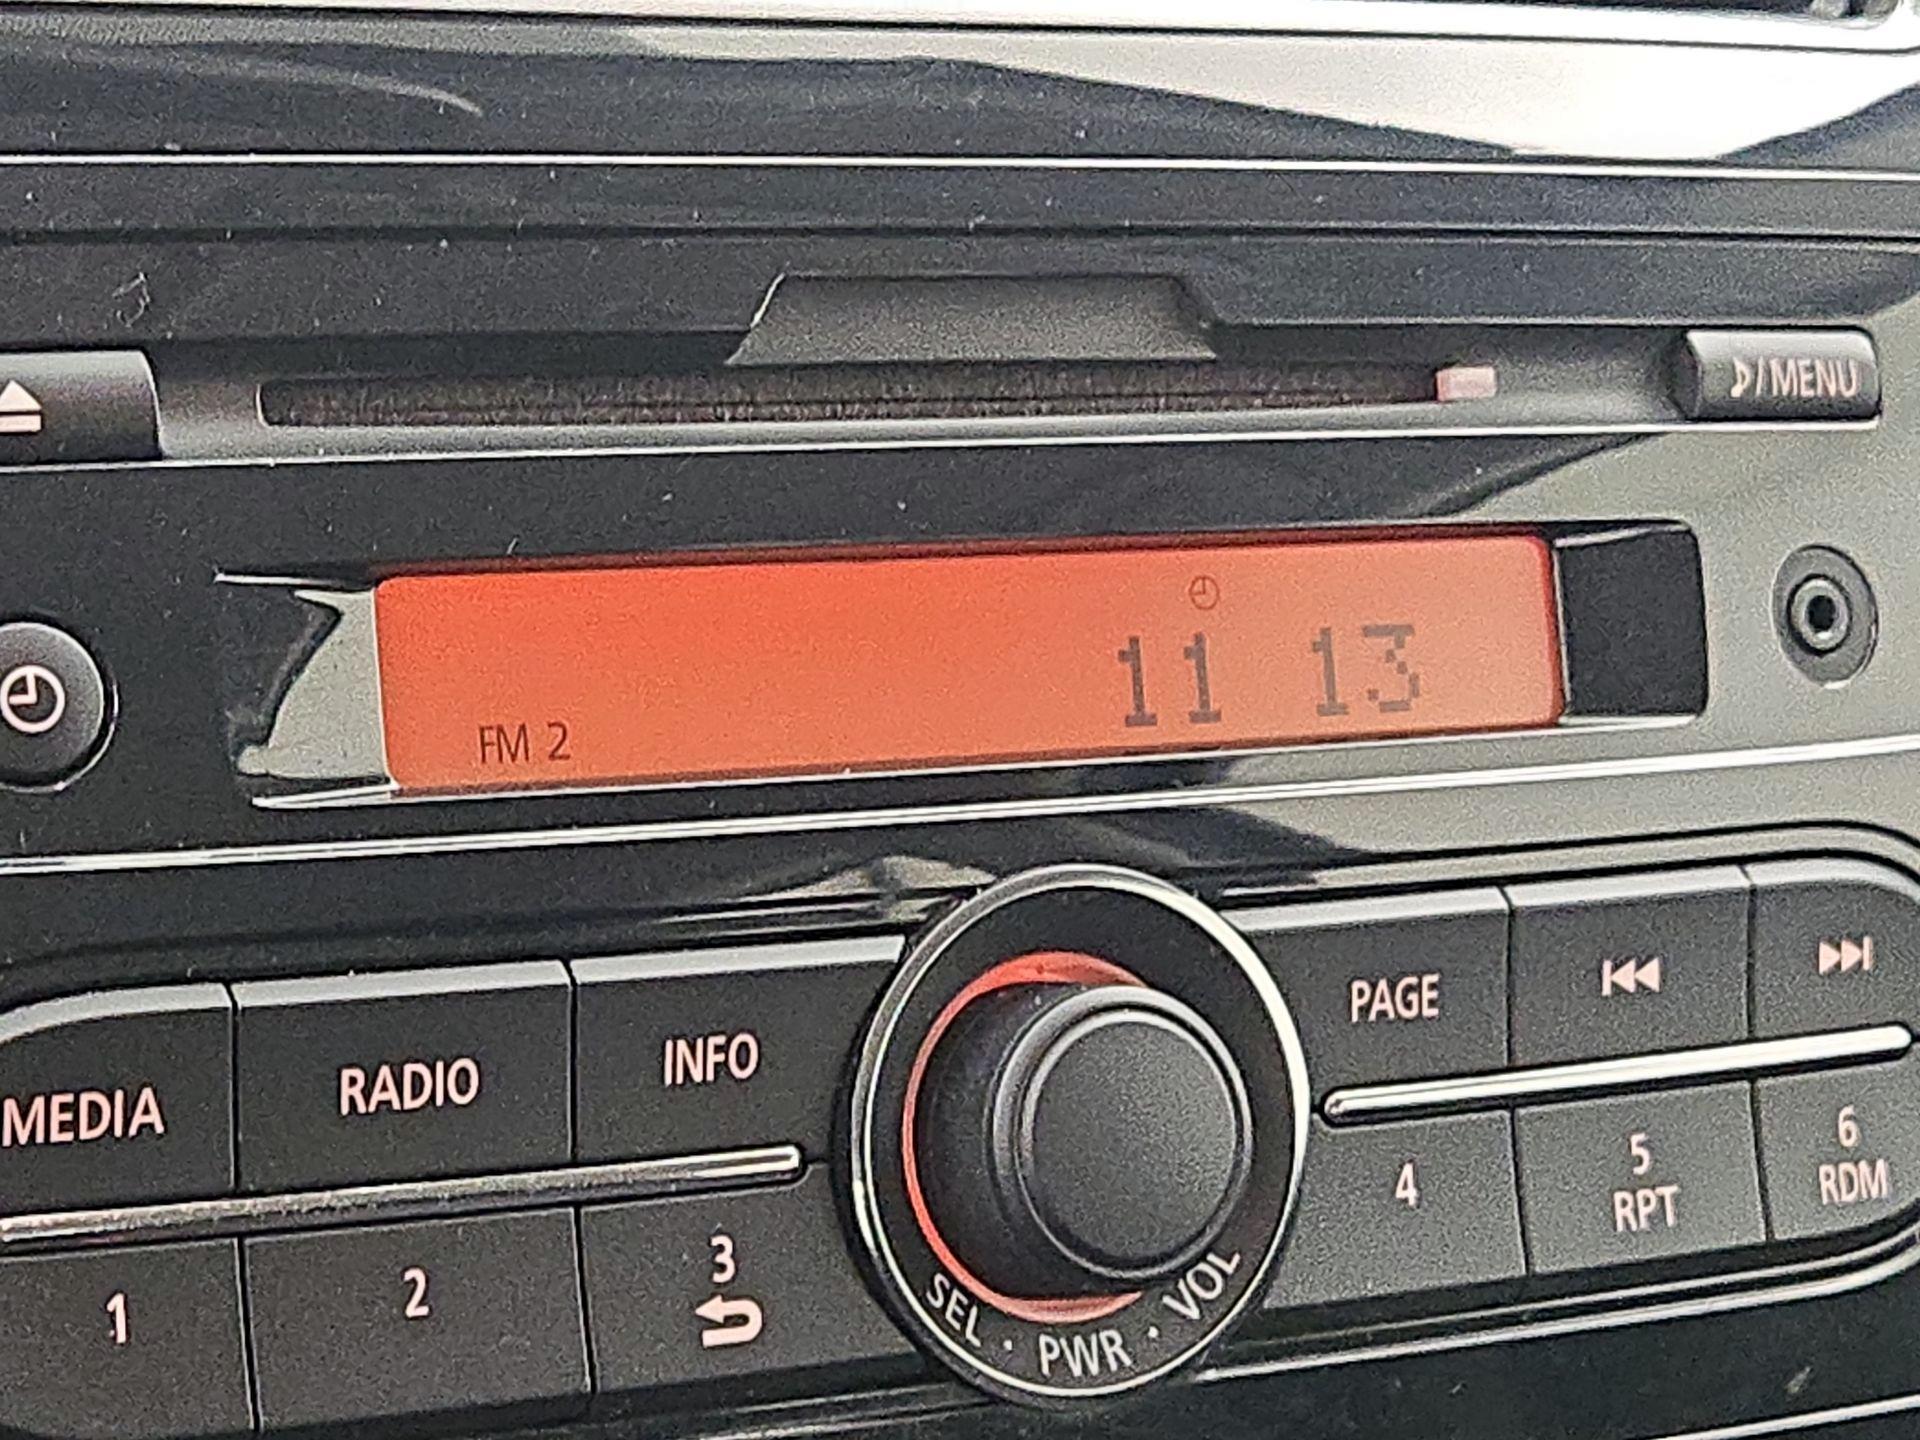 ♪/MENU
11 13
FM 2
MEDIA
RADIO
INFO
PAGE
1
2
3
4
5
RPT
6
RDM
SEL · PWR · VOL